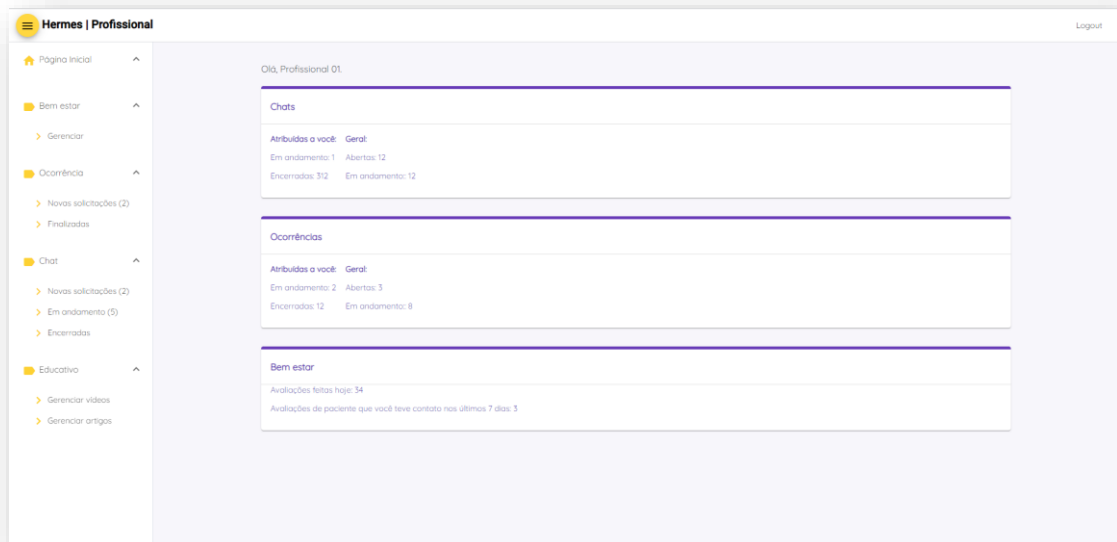 Hermes | Profissional
Logout
Página Inicial
Bem estar
Gerenciar
Ocorrência
Novas solicitações (2)
Finalizadas
Chat
Novas solicitações (2)
Em andamento (5)
Encerradas
Educativo
Gerenciar vídeos
Gerenciar artigos
Olá, Profissional 01.
Chats
Atribuídas a você: Geral:
Em andamento: 1 Abertas: 12
Encerradas: 312 Em andamento: 12
Ocorrências
Atribuídas a você: Geral:
Em andamento: 2 Abertas: 3
Encerradas: 12 Em andamento: 8
Bem estar
Avaliações feitas hoje: 34
Avaliações de paciente que você teve contato nos últimos 7 dias: 3